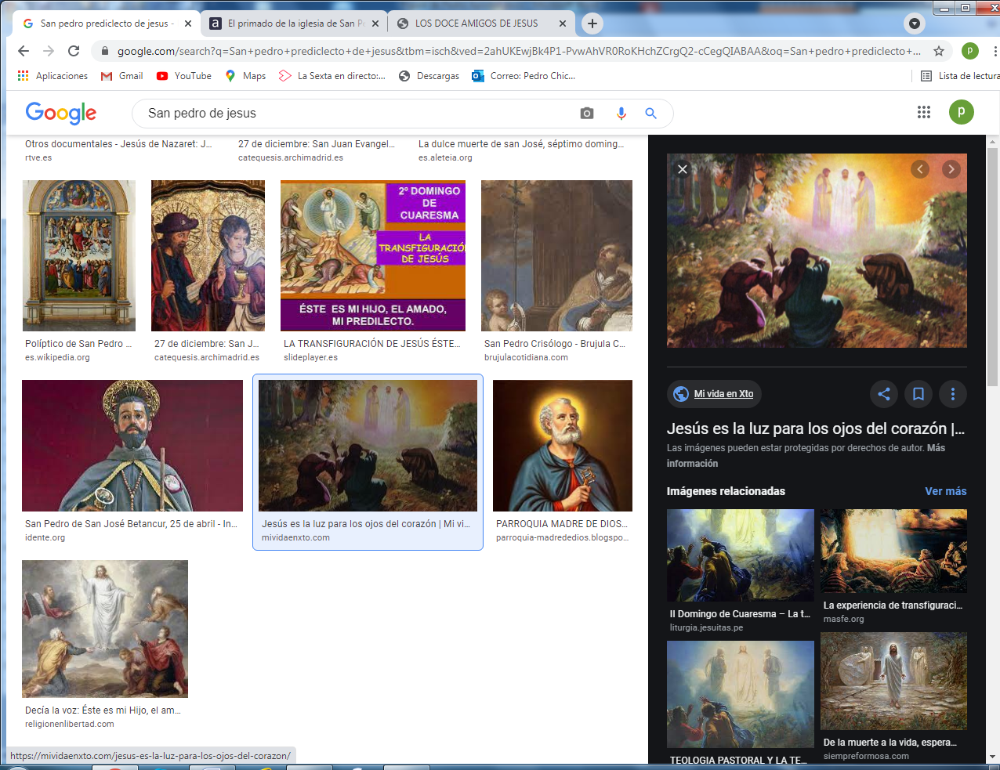 San pedro prediclecto de jesus -
El primado de la iglesia de San P
LOS DOCE AMIGOS DE JESUS
google.com/search?q=San+pedro+prediclecto+de+jesus&tbm=isch&ved=2ahUKEwjBk4P1-PvwAhVR0RoKHchZCrgQ2-cCegQIABAA&oq=San+pedro+prediclecto+...
P
Aplicaciones
Gmail
YouTube
Maps
La Sexta en directo:...
Descargas
Correo: Pedro Chic...
Lista de lectura
Google
San pedro de jesus
P
Otros documentales - Jesús de Nazaret: J...
rtve.es
27 de diciembre: San Juan Evangel...
catequesis.archimadrid.es
La dulce muerte de san José, séptimo doming...
es.aleteia.org
2º DOMINGO
DE
CUARESMA
LA
TRANSFIGURACIÓ
DE JESÚS
ÉSTE ES MI HIJO, EL AMADO,
MI PREDILECTO.
Políptico de San Pedro ...
es.wikipedia.org
27 de diciembre: San J...
catequesis.archimadrid.es
LA TRANSFIGURACIÓN DE JESÚS ÉSTE...
slideplayer.es
San Pedro Crisólogo - Brujula C...
brujulacotidiana.com
San Pedro de San José Betancur, 25 de abril - In...
idente.org
Jesús es la luz para los ojos del corazón | Mi vi...
mividaenxto.com
PARROQUIA MADRE DE DIOS...
parroquia-madrededios.blogspo...
Decía la voz: Éste es mi Hijo, el am...
religionenlibertad.com
Mi vida en Xto
Jesús es la luz para los ojos del corazón |...
Las imágenes pueden estar protegidas por derechos de autor. Más
información
Imágenes relacionadas
Ver más
II Domingo de Cuaresma – La t...
liturgia.jesuitas.pe
La experiencia de transfiguraci...
masfe.org
TEOLOGIA PASTORAL Y LA TE...
De la muerte a la vida, espera...
siempreformosa.com
https://mividaenxto.com/jesus-es-la-luz-para-los-ojos-del-corazon/